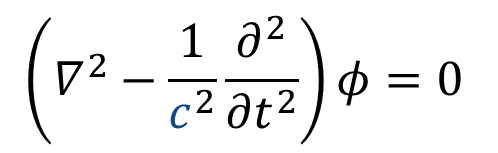 (∇² − 1/c² ∂²/∂t²) ϕ = 0